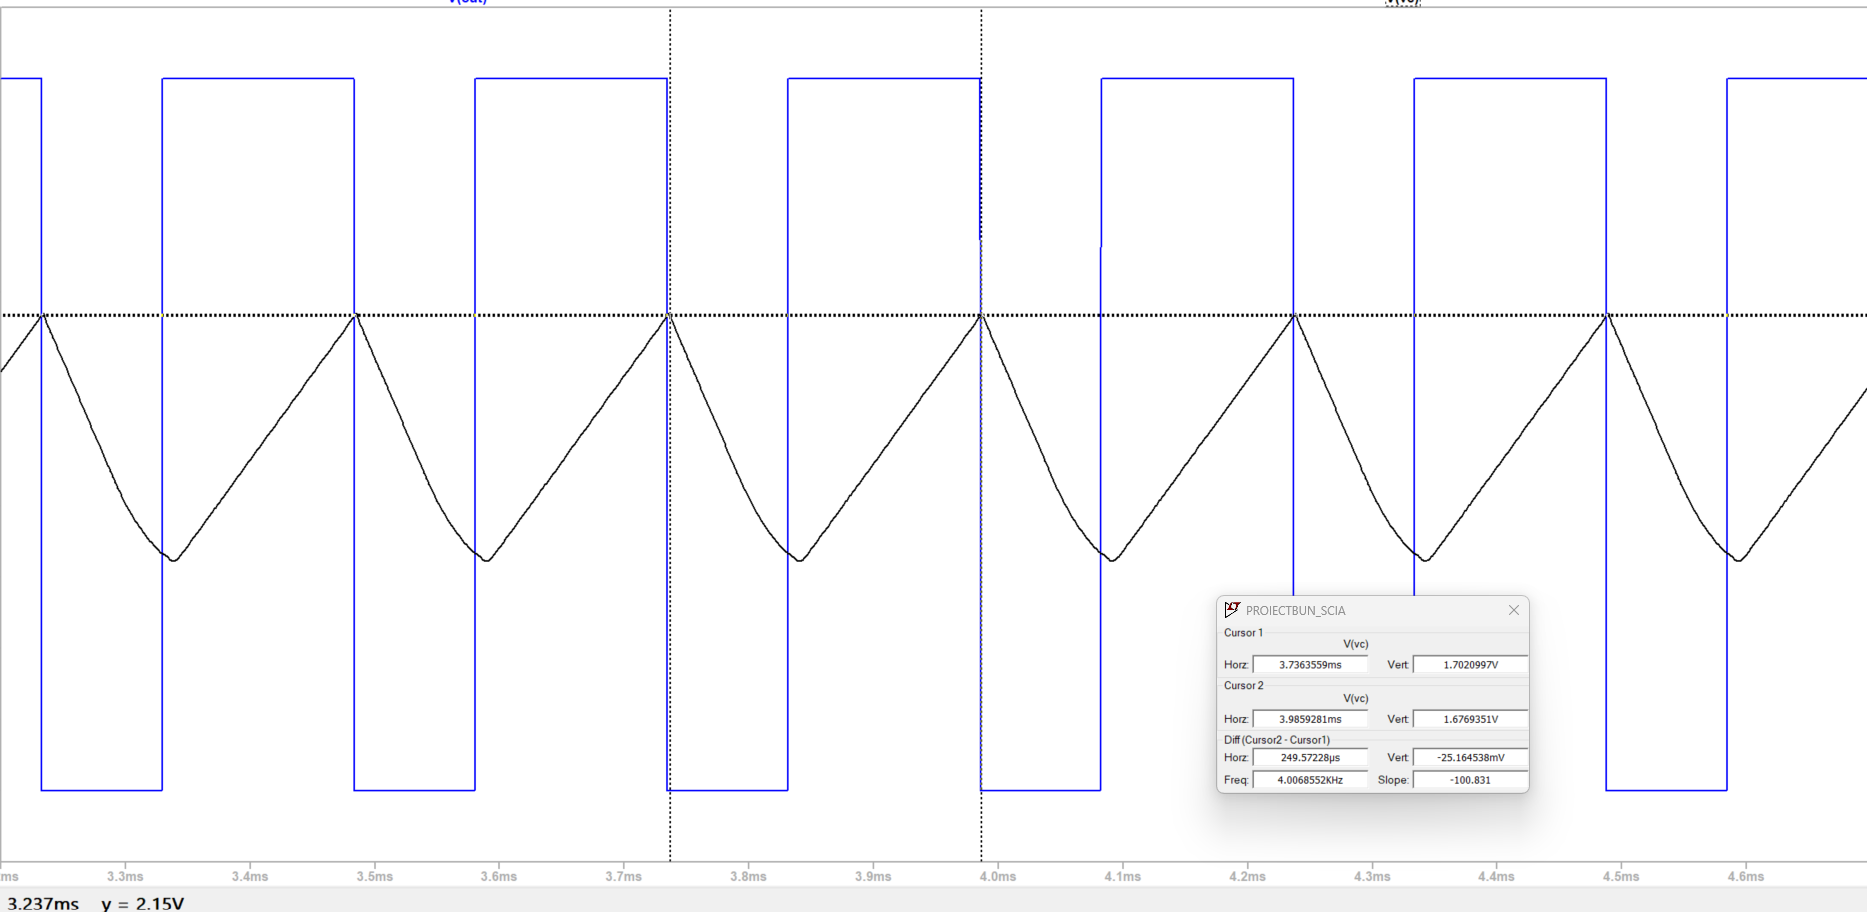 V(out) V(vc)
PROIECTBUN_SCIA
Cursor 1
V(vc)
Horz: 3.7363559ms Vert: 1.7020997V
Cursor 2
V(vc)
Horz: 3.9859281ms Vert: 1.6769351V
Diff (Cursor2 - Cursor1)
Horz: 249.57228µs Vert: -25.164538mV
Freq: 4.0068552KHz Slope: -100.831
ms 3.3ms 3.4ms 3.5ms 3.6ms 3.7ms 3.8ms 3.9ms 4.0ms 4.1ms 4.2ms 4.3ms 4.4ms 4.5ms 4.6ms
3.237ms y = 2.15V